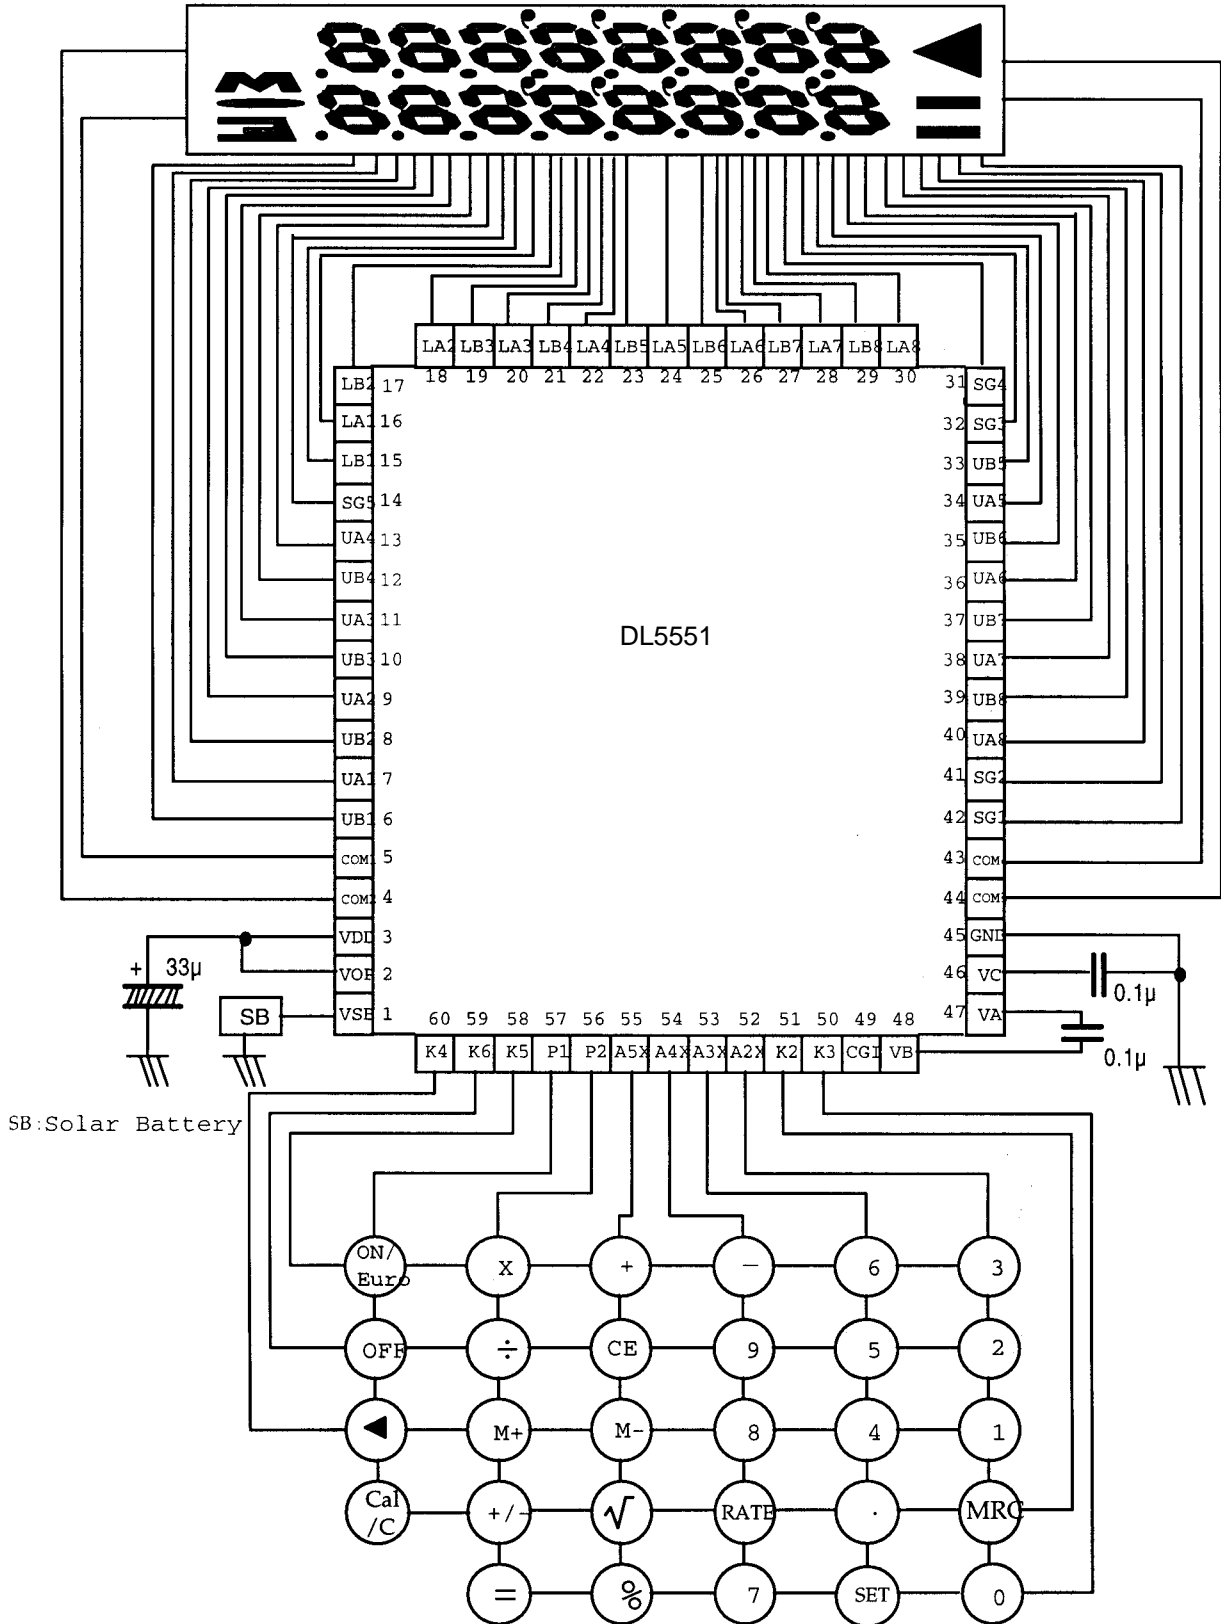 M
E
LA2 LB3 LA3 LB4 LA4 LB5 LA5 LB6 LA6 LB7 LA7 LB8 LA8
18 19 20 21 22 23 24 25 26 27 28 29 30
LB2 17
LA1 16
LB1 15
SG5 14
UA4 13
UB4 12
UA3 11
UB3 10
UA2 9
UB2 8
UA1 7
UB1 6
COM 5
COM 4
VDD 3
VOP 2
VSE 1
31 SG4
32 SG3
33 UB5
34 UA5
35 UB6
36 UA6
37 UB7
38 UA7
39 UB8
40 UA8
41 SG2
42 SG1
43 COM
44 COM
45 GND
46 VC
47 VA
DL5551
+ 33μ
SB
0.1μ
0.1μ
60 59 58 57 56 55 54 53 52 51 50 49 48
K4 K6 K5 P1 P2 A5X A4X A3X A2X K2 K3 CGI VB
SB:Solar Battery
ON/Euro X + − 6 3
OFF ÷ CE 9 5 2
◀ M+ M- 8 4 1
Cal/C +/- √ RATE · MRC
= % 7 SET 0